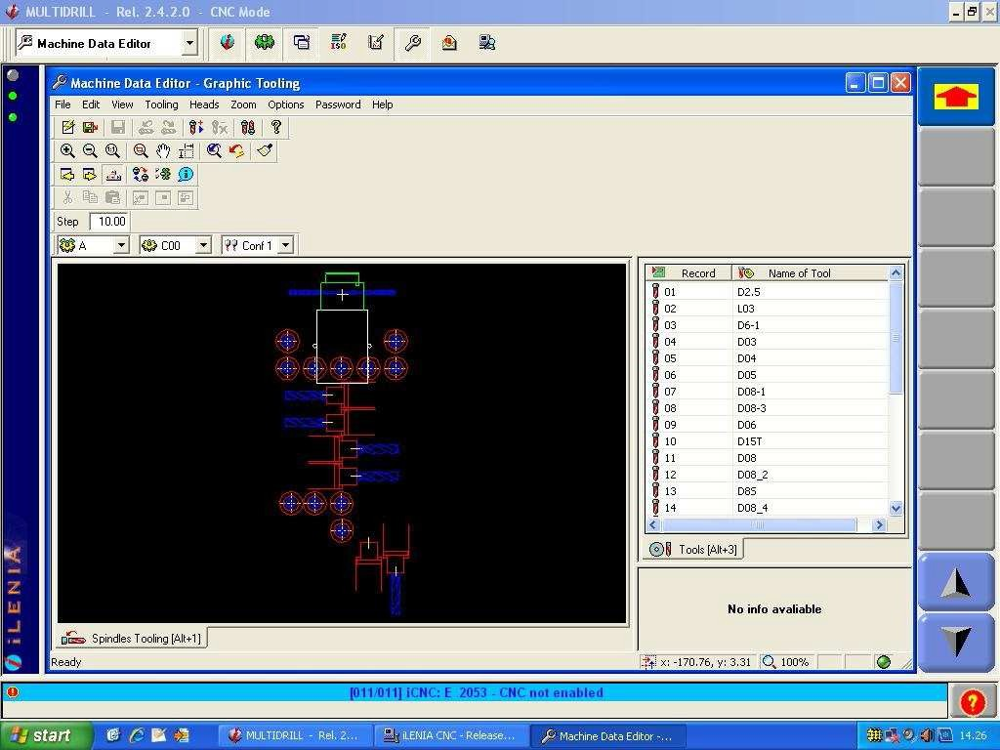 MULTIDRILL - Rel. 2.4.2.0 - CNC Mode
Machine Data Editor
ISO
Machine Data Editor - Graphic Tooling
File Edit View Tooling Heads Zoom Options Password Help
Step 10.00
A C00 Conf 1
Record Name of Tool
01 D2.5
02 L03
03 D6-1
04 D03
05 D04
06 D05
07 D08-1
08 D08-3
09 D06
10 D15T
11 D08
12 D08_2
13 D85
14 D08_4
Tools [Alt+3]
No info avaliable
Spindles Tooling [Alt+1]
Ready
x: -170.76, y: 3.31 100%
iLENIA
[011/011] iCNC: E 2053 - CNC not enabled
start
MULTIDRILL - Rel. 2...
iLENIA CNC - Release...
Machine Data Editor -...
14.26